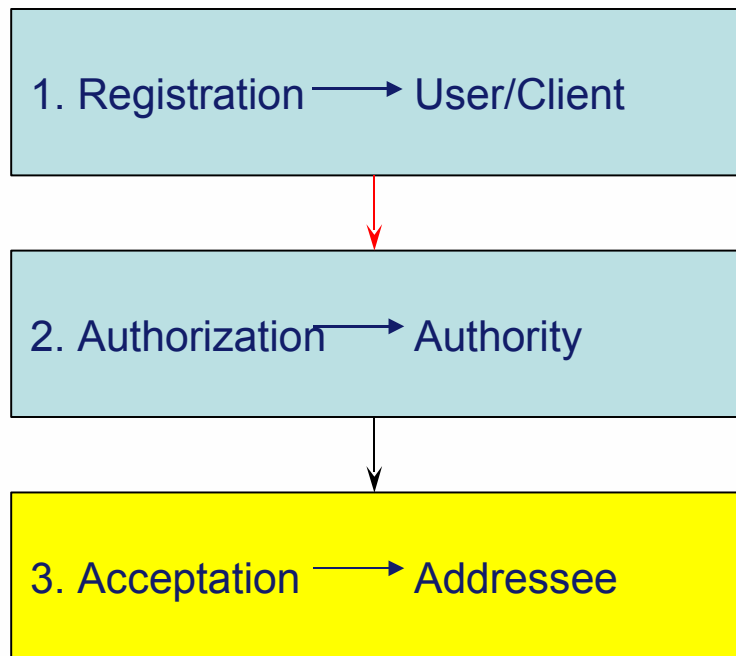 1. Registration User/Client
2. Authorization Authority
3. Acceptation Addressee